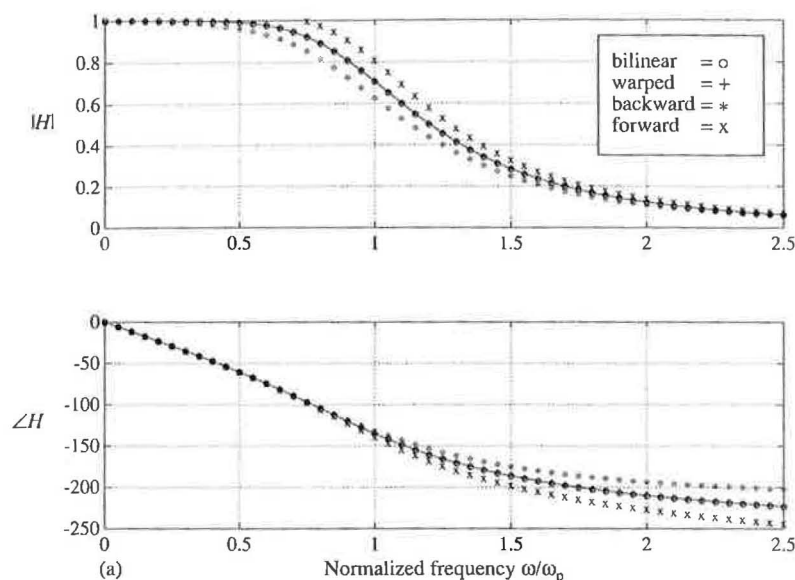 1
0.8
0.6
|H|
0.4
0.2
0
0 0.5 1 1.5 2 2.5
bilinear = o
warped = +
backward = *
forward = x
0
-50
-100
∠H
-150
-200
-250
0 0.5 1 1.5 2 2.5
(a) Normalized frequency ω/ωp